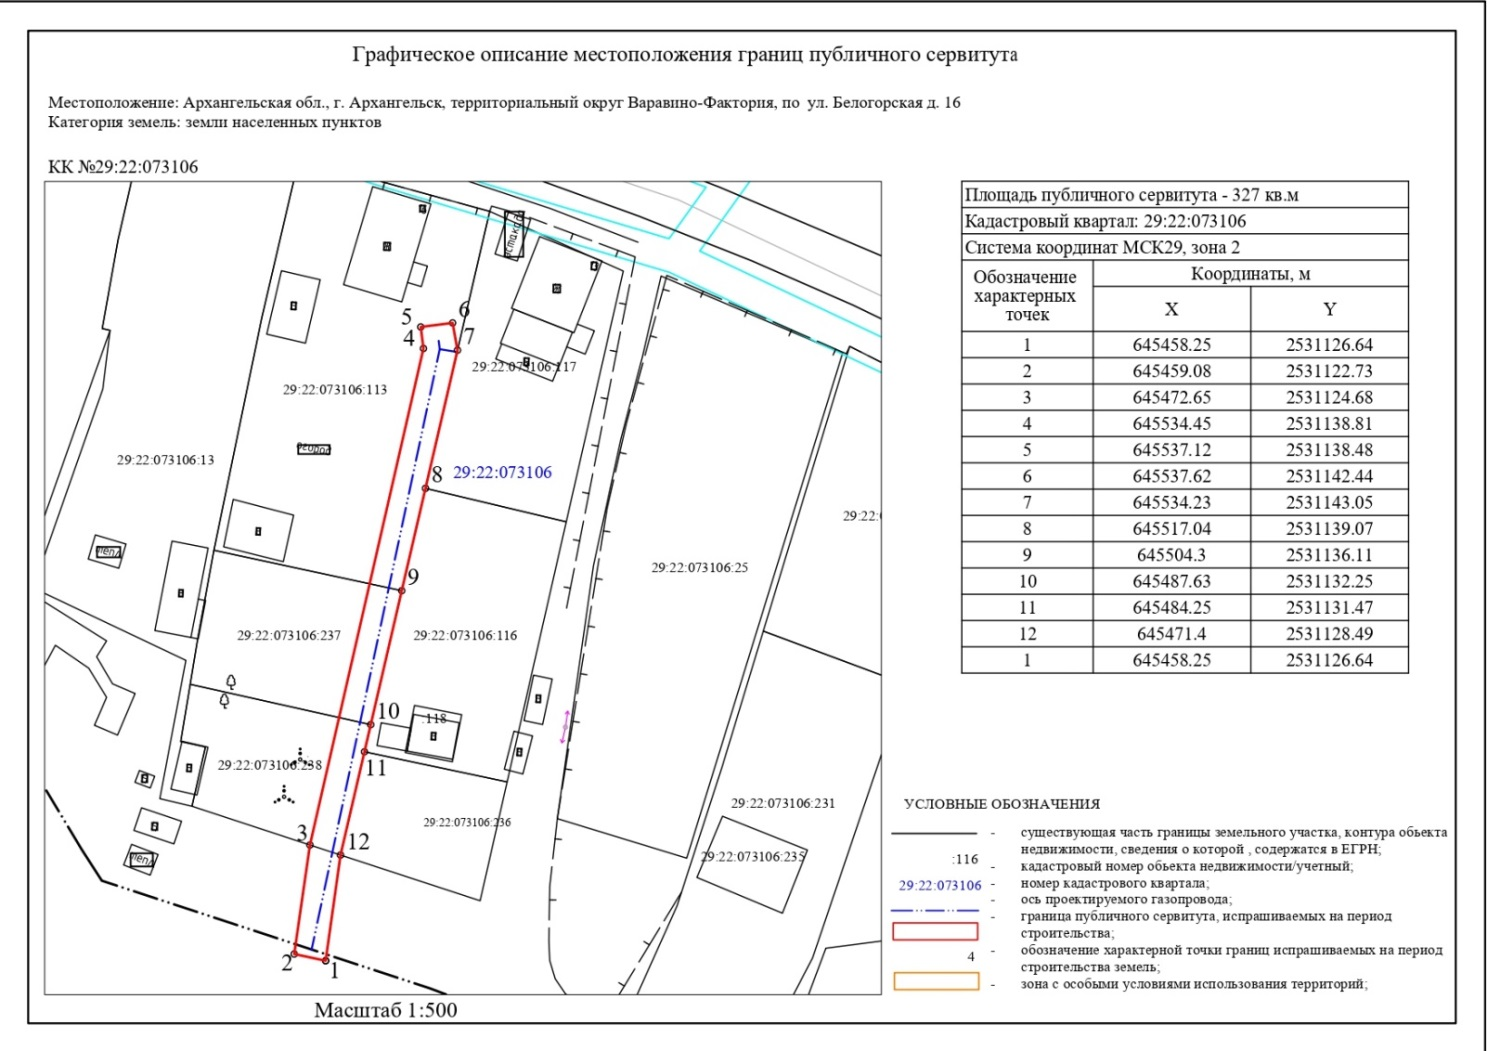 Графическое описание местоположения границ публичного сервитута
Местоположение: Архангельская обл., г. Архангельск, территориальный округ Варавино-Фактория, по ул. Белогорская д. 16
Категория земель: земли населенных пунктов
КК №29:22:073106
5
6
4
7
29:22:073106:117
29:22:073106:113
29:22:073106:13
8
29:22:073106
29:22:
29:22:073106:25
9
29:22:073106:237
29:22:073106:116
10
:118
11
29:22:073106:238
29:22:073106:236
29:22:073106:231
3
12
29:22:073106:235
2
1
Масштаб 1:500
Площадь публичного сервитута - 327 кв.м
Кадастровый квартал: 29:22:073106
Система координат МСК29, зона 2
Обозначение характерных точек Координаты, м
X Y
1 645458.25 2531126.64
2 645459.08 2531122.73
3 645472.65 2531124.68
4 645534.45 2531138.81
5 645537.12 2531138.48
6 645537.62 2531142.44
7 645534.23 2531143.05
8 645517.04 2531139.07
9 645504.3 2531136.11
10 645487.63 2531132.25
11 645484.25 2531131.47
12 645471.4 2531128.49
1 645458.25 2531126.64
УСЛОВНЫЕ ОБОЗНАЧЕНИЯ
- существующая часть границы земельного участка, контура обьекта
недвижимости, сведения о которой , содержатся в ЕГРН;
:116 - кадастровый номер обьекта недвижимости/учетный;
29:22:073106 - номер кадастрового квартала;
- ось проектируемого газопровода;
- граница публичного сервитута, испрашиваемых на период
строительства;
4 - обозначение характерной точки границ испрашиваемых на период
строительства земель;
- зона с особыми условиями использования территорий;